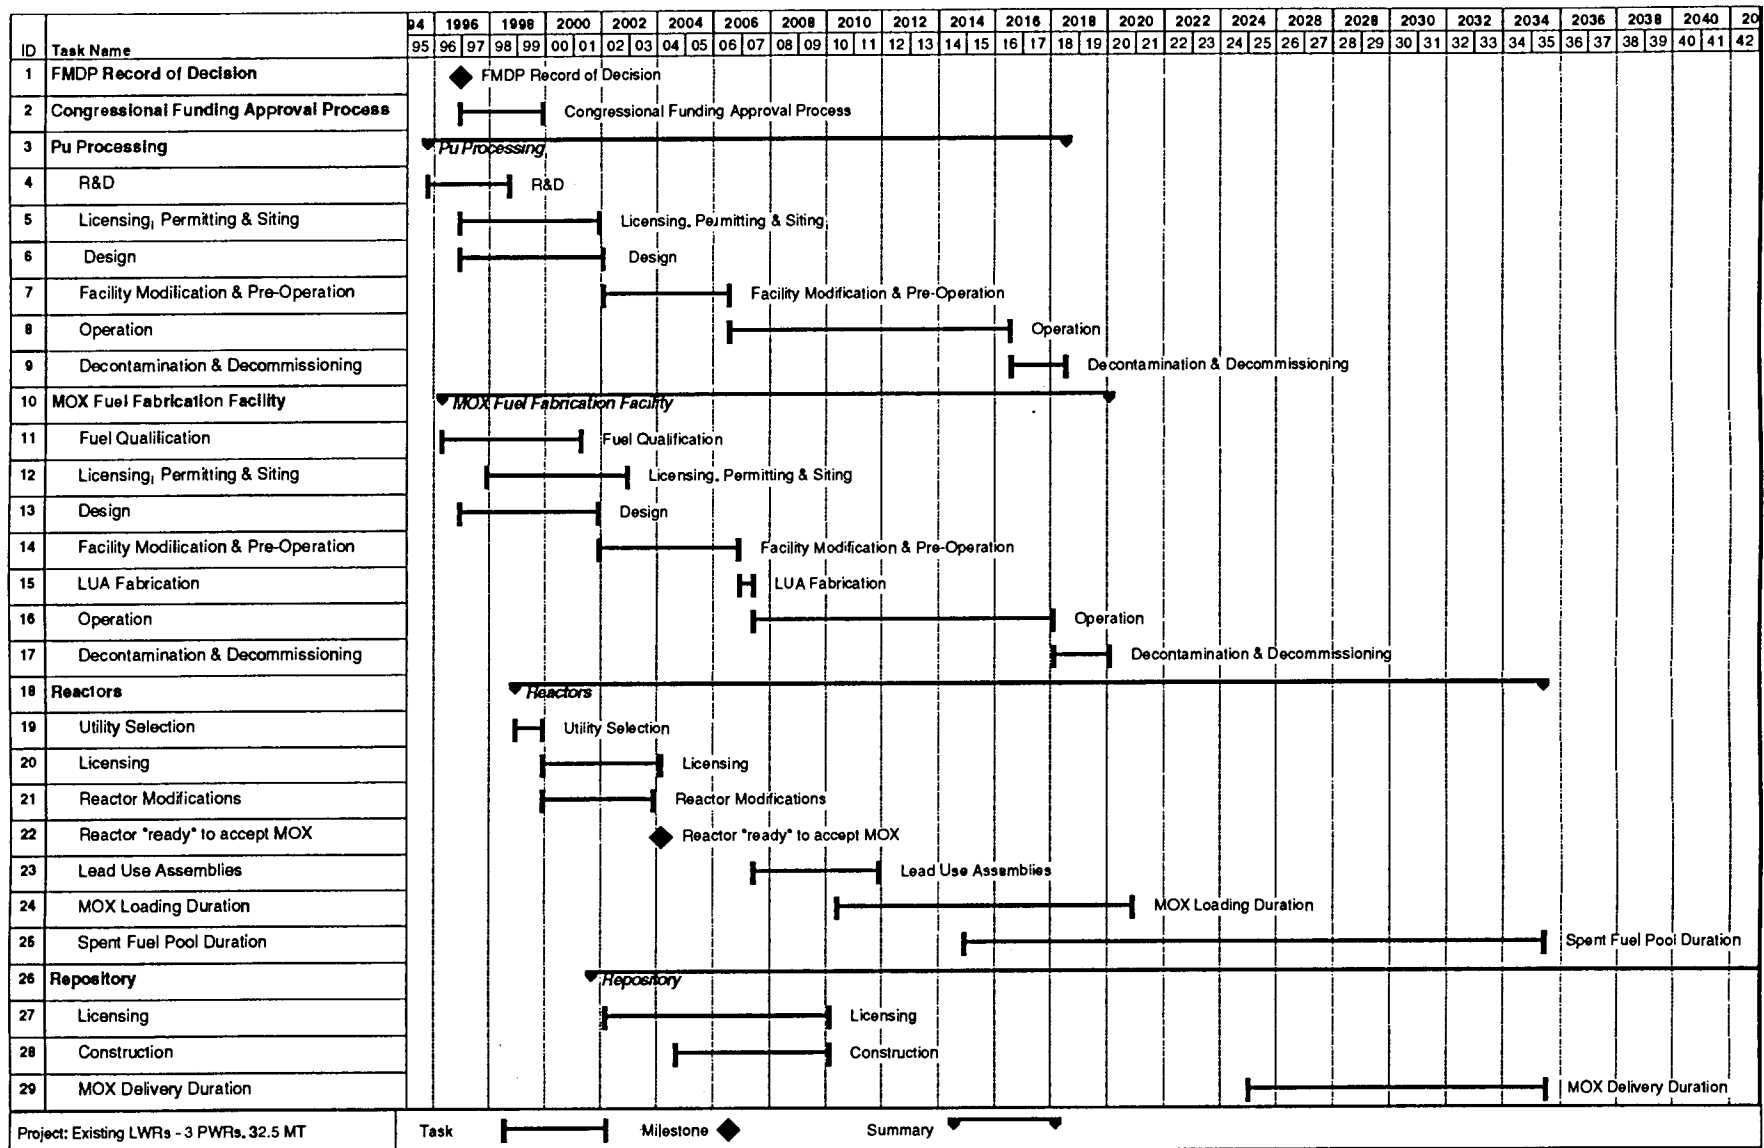 94 1996 1998 2000 2002 2004 2006 2008 2010 2012 2014 2016 2018 2020 2022 2024 2026 2028 2030 2032 2034 2036 2038 2040 20
ID Task Name 95 96 97 98 99 00 01 02 03 04 05 06 07 08 09 10 11 12 13 14 15 16 17 18 19 20 21 22 23 24 25 26 27 28 29 30 31 32 33 34 35 36 37 38 39 40 41 42
1 FMDP Record of Decision FMDP Record of Decision
2 Congressional Funding Approval Process Congressional Funding Approval Process
3 Pu Processing Pu Processing
4 R&D R&D
5 Licensing, Permitting & Siting Licensing, Permitting & Siting
6 Design Design
7 Facility Modification & Pre-Operation Facility Modification & Pre-Operation
8 Operation Operation
9 Decontamination & Decommissioning Decontamination & Decommissioning
10 MOX Fuel Fabrication Facility MOX Fuel Fabrication Facility
11 Fuel Qualification Fuel Qualification
12 Licensing, Permitting & Siting Licensing, Permitting & Siting
13 Design Design
14 Facility Modification & Pre-Operation Facility Modification & Pre-Operation
15 LUA Fabrication LUA Fabrication
16 Operation Operation
17 Decontamination & Decommissioning Decontamination & Decommissioning
18 Reactors Reactors
19 Utility Selection Utility Selection
20 Licensing Licensing
21 Reactor Modifications Reactor Modifications
22 Reactor "ready" to accept MOX Reactor "ready" to accept MOX
23 Lead Use Assemblies Lead Use Assemblies
24 MOX Loading Duration MOX Loading Duration
25 Spent Fuel Pool Duration Spent Fuel Pool Duration
26 Repository Repository
27 Licensing Licensing
28 Construction Construction
29 MOX Delivery Duration MOX Delivery Duration
Project: Existing LWRs - 3 PWRs, 32.5 MT Task Milestone Summary